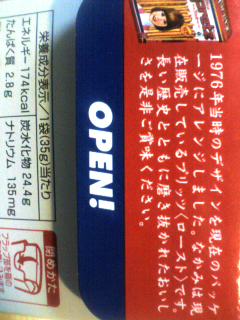 1976年当時のデザインを現在のパッケ
ージにアレンジしました。なかみは現
在販売しているプリッツ〈ロースト〉です。
長い歴史とともに磨き抜かれたおいし
さを是非ご賞味ください。
OPEN!
栄養成分表示/1袋(35g)当たり
エネルギー 174kcal 炭水化物 24.4g
たんぱく質 2.8g ナトリウム 135mg
閉めかた